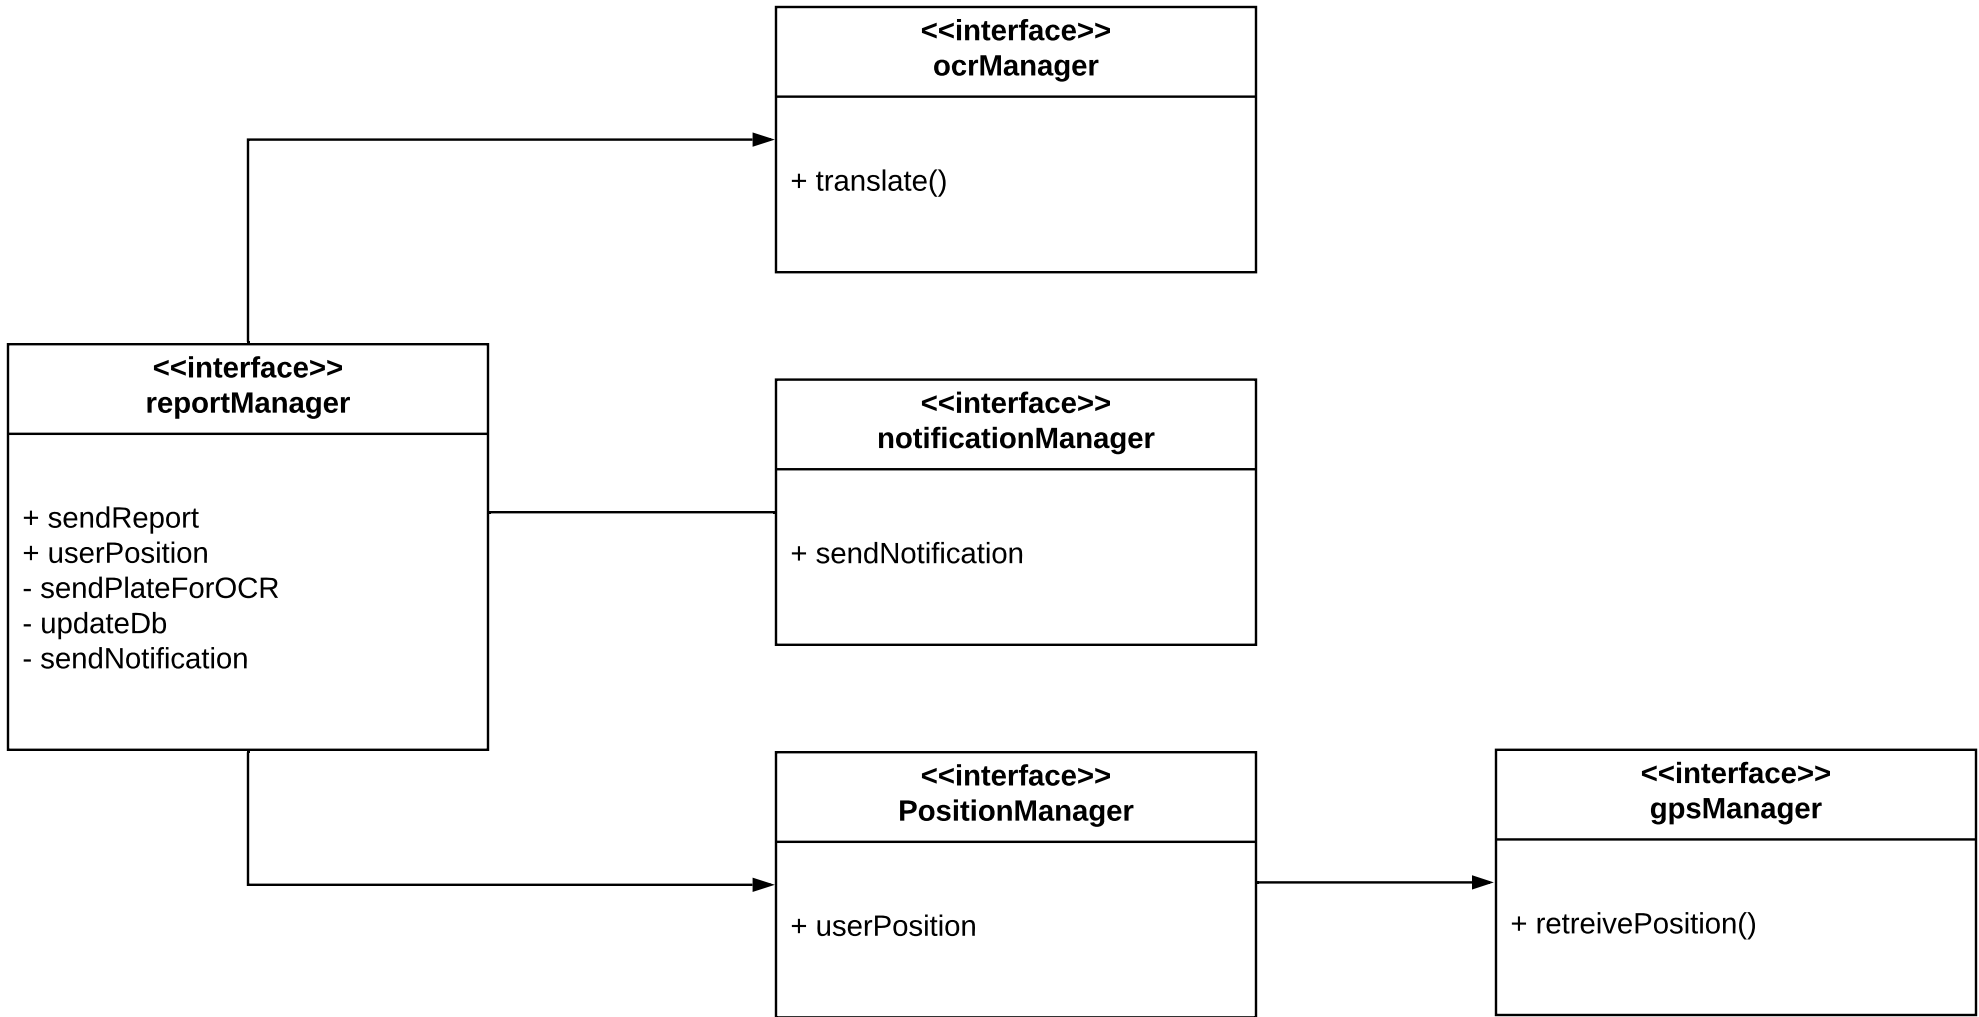 <<interface>>
ocrManager
+ translate()
<<interface>>
reportManager
+ sendReport
+ userPosition
- sendPlateForOCR
- updateDb
- sendNotification
<<interface>>
notificationManager
+ sendNotification
<<interface>>
PositionManager
+ userPosition
<<interface>>
gpsManager
+ retreivePosition()